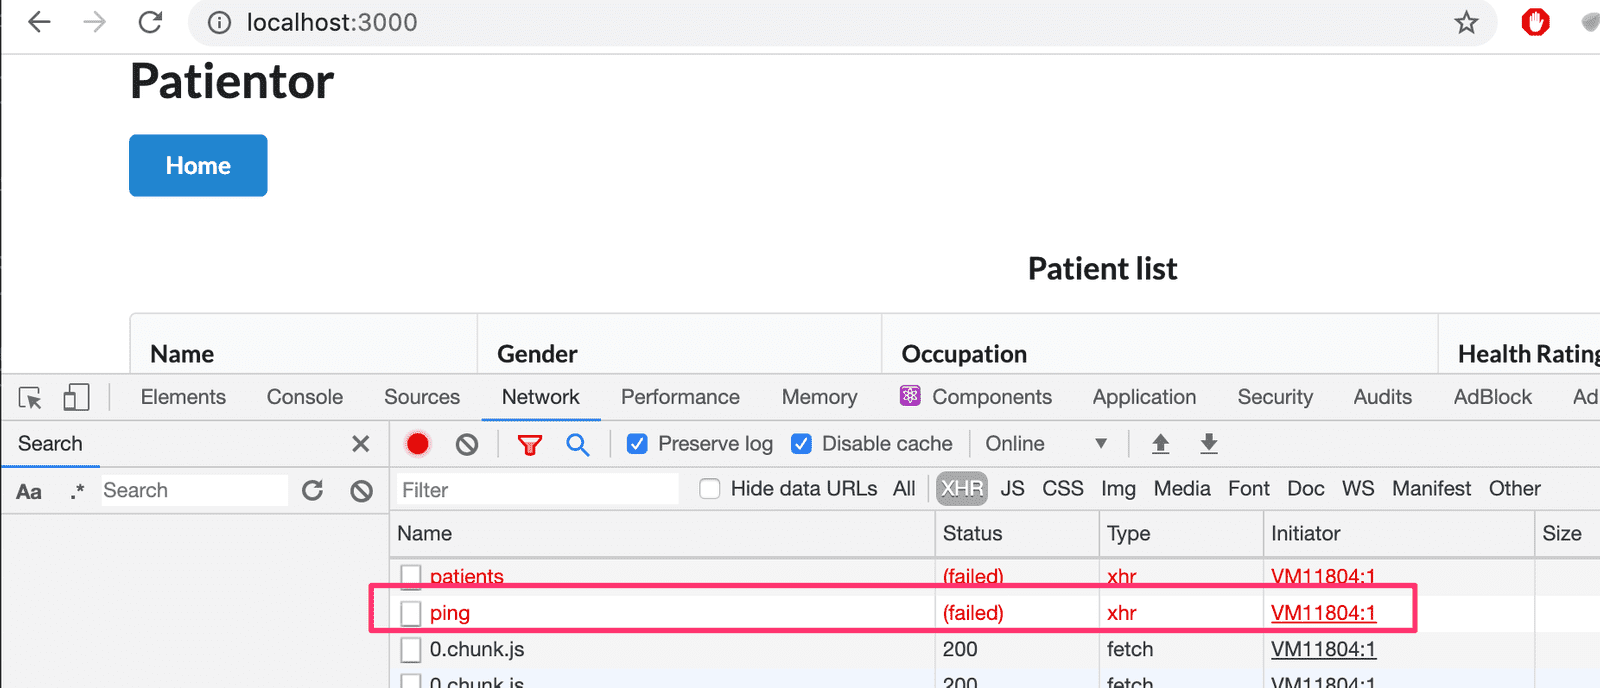 localhost:3000
Patientor
Home
Patient list
Name Gender Occupation Health Rating
Elements Console Sources Network Performance Memory Components Application Security Audits AdBlock Ad
Search Preserve log Disable cache Online
Aa .* Search Filter Hide data URLs All XHR JS CSS Img Media Font Doc WS Manifest Other
Name Status Type Initiator Size
patients (failed) xhr VM11804:1
ping (failed) xhr VM11804:1
0.chunk.js 200 fetch VM11804:1
0.chunk.js 200 fetch VM11804:1